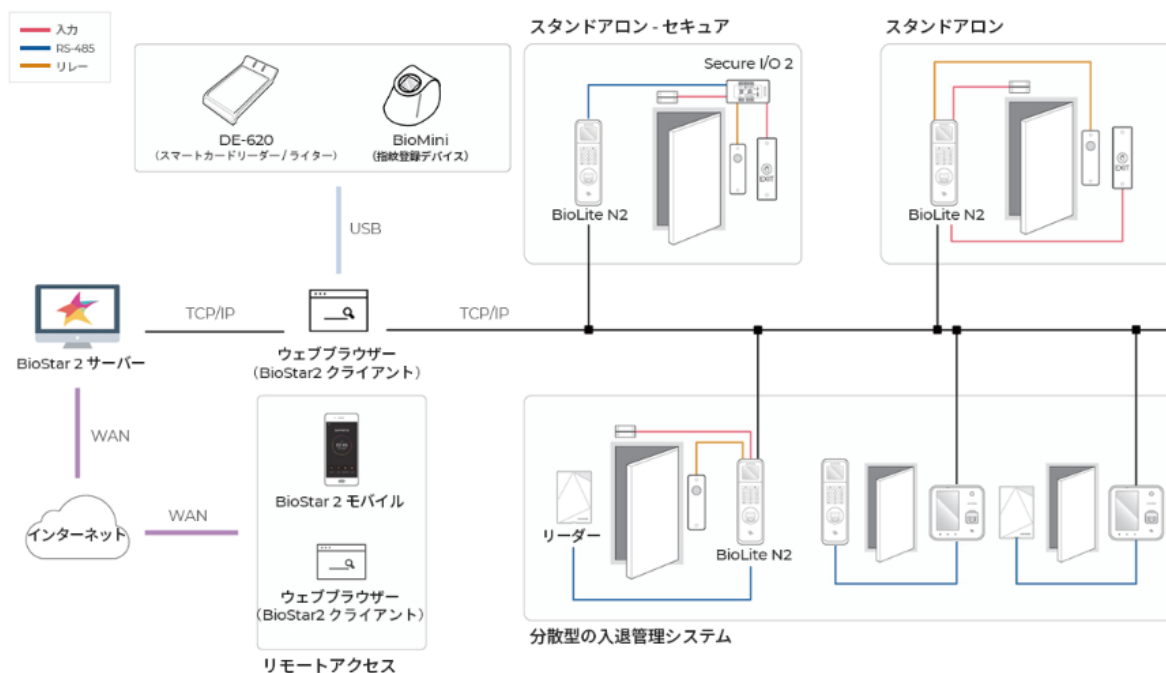 入力
RS-485
リレー
DE-620
(スマートカードリーダー / ライター)
BioMini
(指紋登録デバイス)
USB
スタンドアロン - セキュア
Secure I/O 2
EXIT
BioLite N2
スタンドアロン
EXIT
BioLite N2
TCP/IP
TCP/IP
BioStar 2 サーバー
ウェブブラウザー
(BioStar2 クライアント)
WAN
インターネット
WAN
BioStar 2 モバイル
ウェブブラウザー
(BioStar2 クライアント)
リモートアクセス
リーダー
BioLite N2
分散型の入退管理システム